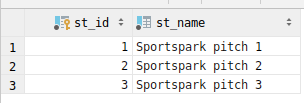 st_id st_name
1 1 Sportspark pitch 1
2 2 Sportspark pitch 2
3 3 Sportspark pitch 3